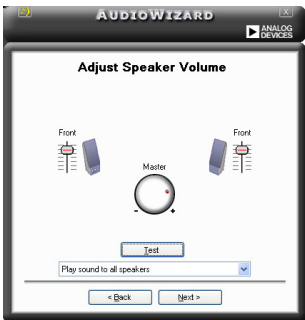 AUDIOWIZARD
X
ANALOG
DEVICES
Adjust Speaker Volume
Front
Front
Master
- +
Test
Play sound to all speakers
< Back
Next >